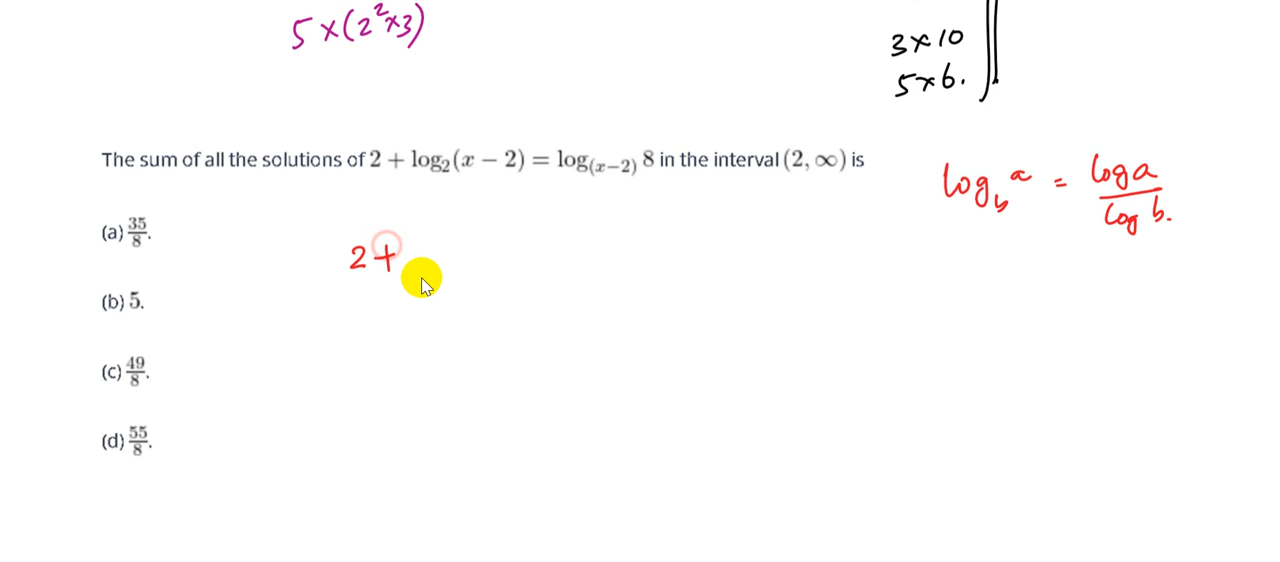 5×(2²×3)
3×10
5×6.
The sum of all the solutions of 2 + log₂(x − 2) = log₍ₓ₋₂₎ 8 in the interval (2, ∞) is
log_b a = log a / log b.
(a) 35/8.
2+
(b) 5.
(c) 49/8.
(d) 55/8.